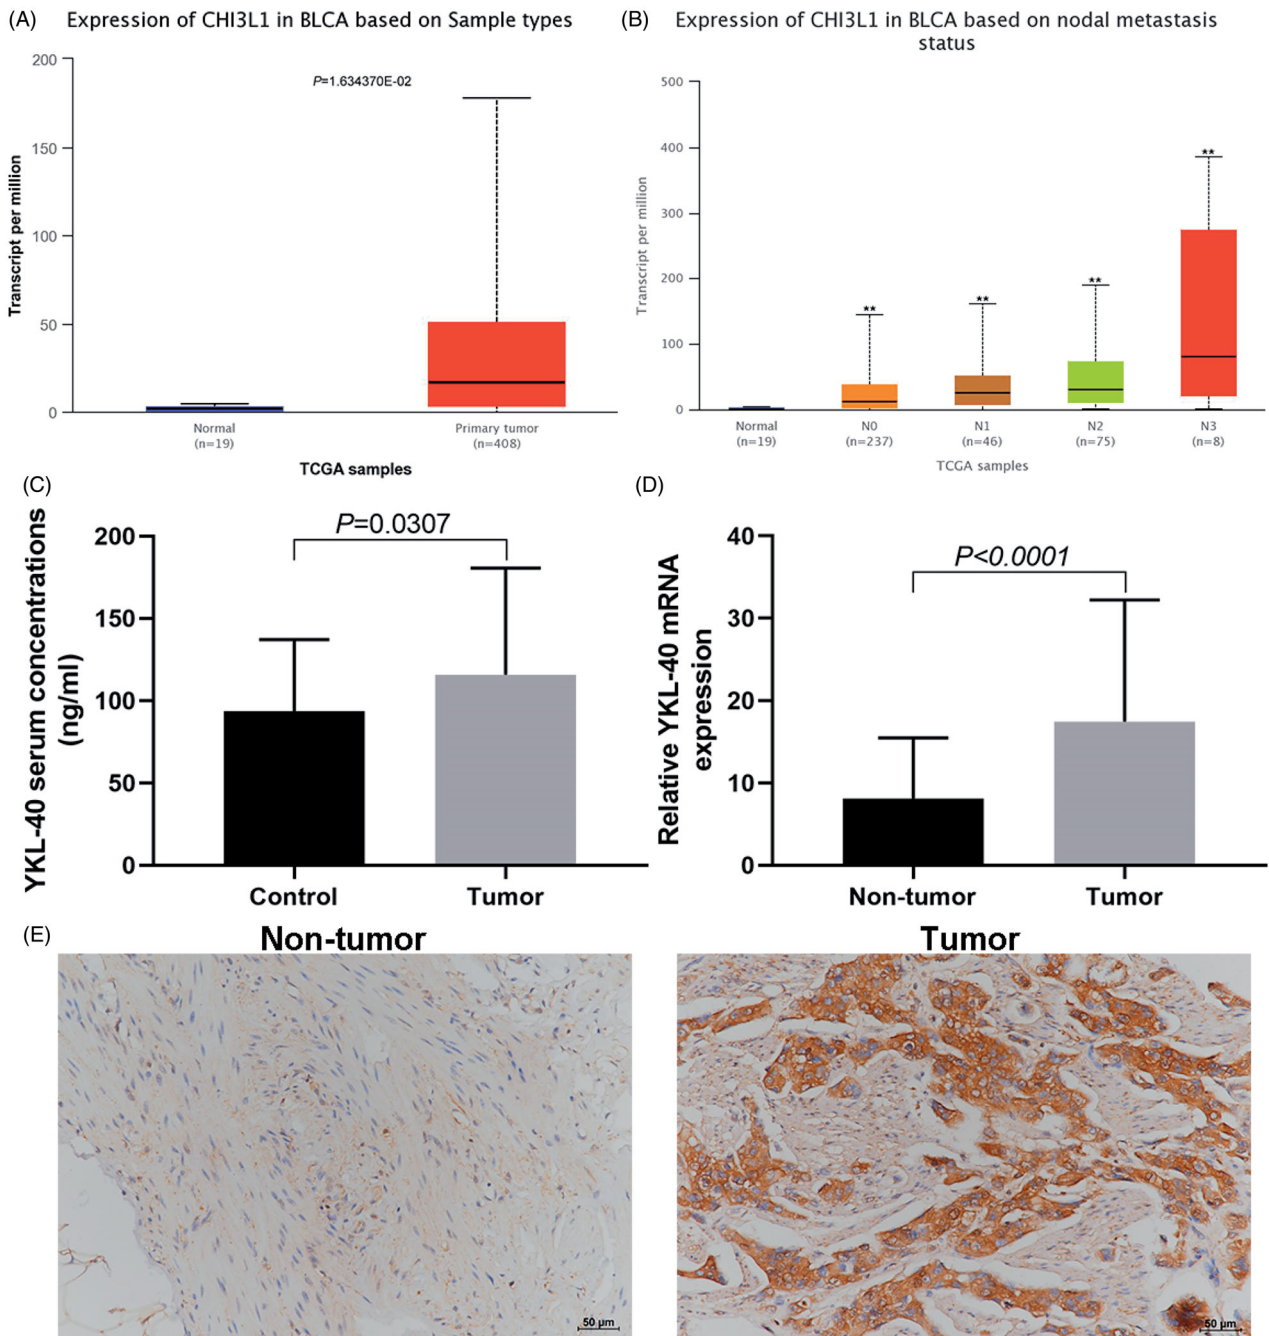 (A)
Expression of CHI3L1 in BLCA based on Sample types
P=1.634370E-02
Transcript per million
200
150
100
50
0
Normal
(n=19)
Primary tumor
(n=408)
TCGA samples
(B)
Expression of CHI3L1 in BLCA based on nodal metastasis
status
Transcript per million
500
400
300
200
100
0
**
**
**
**
Normal
(n=19)
N0
(n=237)
N1
(n=46)
N2
(n=75)
N3
(n=8)
TCGA samples
(C)
YKL-40 serum concentrations
(ng/ml)
200
150
100
50
0
P=0.0307
Control
Tumor
(D)
Relative YKL-40 mRNA
expression
40
30
20
10
0
P<0.0001
Non-tumor
Tumor
(E)
Non-tumor
50 μm
Tumor
50 μm